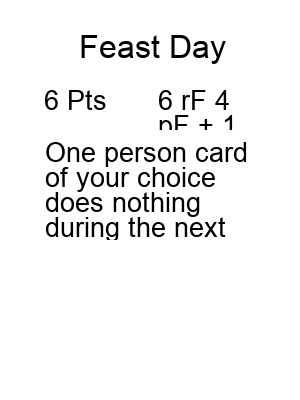 Feast Day
6 Pts 6 rF 4
+ 1
One person card
of your choice
does nothing
during the next